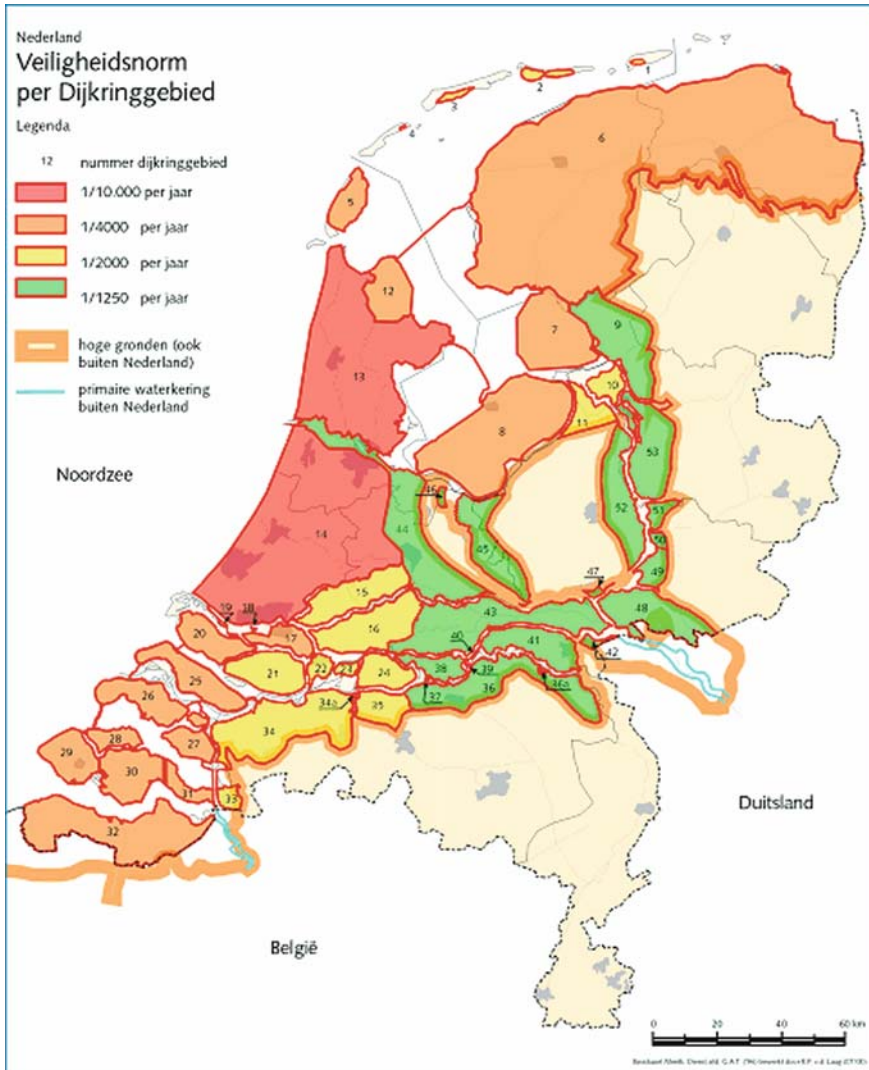 Nederland
Veiligheidsnorm
per Dijkringgebied
Legenda
12 nummer dijkringgebied
1/10.000 per jaar
1/4000 per jaar
1/2000 per jaar
1/1250 per jaar
hoge gronden (ook
buiten Nederland)
primaire waterkering
buiten Nederland
Noordzee
Duitsland
België
1
2
3
4
5
6
7
8
9
10
11
12
13
14
15
16
17
18
19
20
21
22
23
24
25
26
27
28
29
30
31
32
33
34
34a
35
36
36a
37
38
39
40
41
42
43
44
45
46
47
48
49
50
51
52
53
0 20 40 60 km